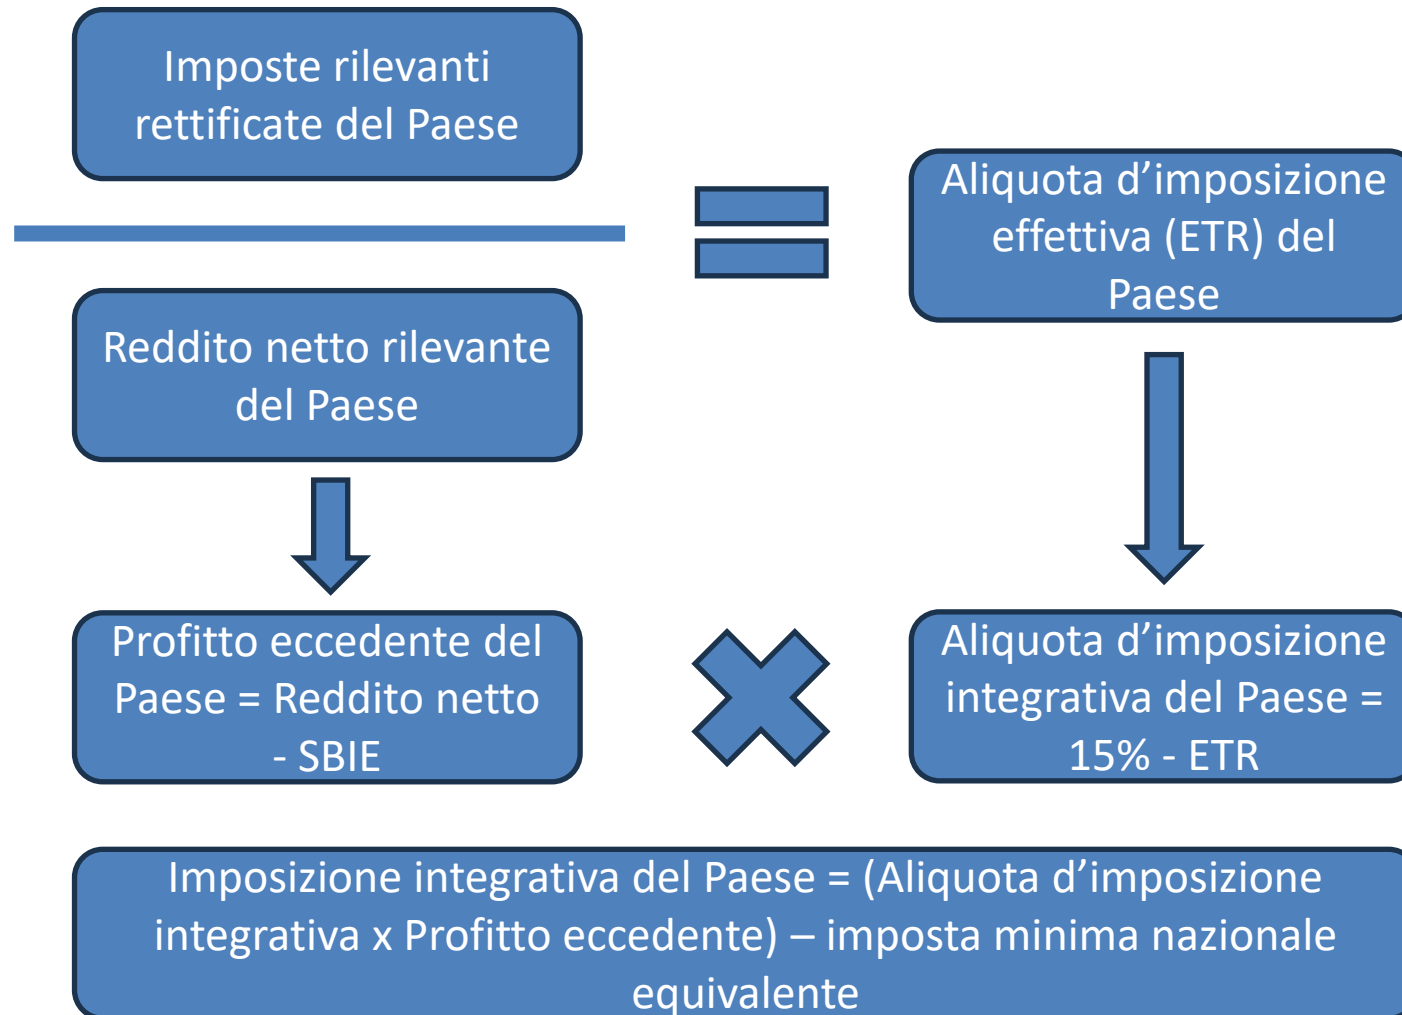 Imposte rilevanti
rettificate del Paese
Aliquota d’imposizione
effettiva (ETR) del
Paese
Reddito netto rilevante
del Paese
Profitto eccedente del
Paese = Reddito netto
- SBIE
Aliquota d’imposizione
integrativa del Paese =
15% - ETR
Imposizione integrativa del Paese = (Aliquota d’imposizione
integrativa x Profitto eccedente) – imposta minima nazionale
equivalente